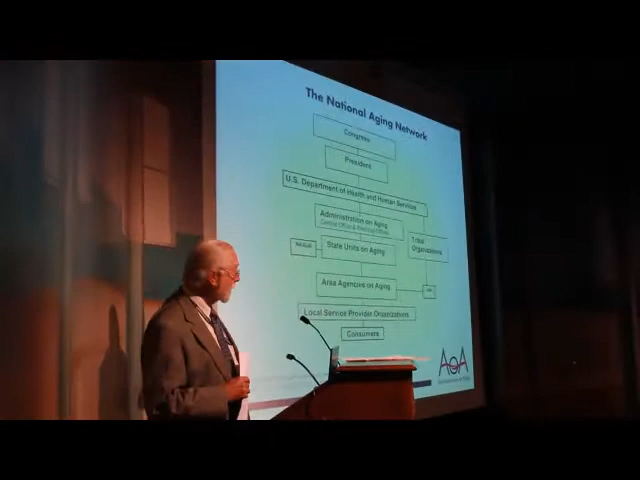 The National Aging Network
Congress
President
U.S. Department of Health and Human Services
Administration on Aging
Tribal
Organizations
State Units on Aging
Area Agencies on Aging
Local Service Provider Organizations
Consumers
AoA